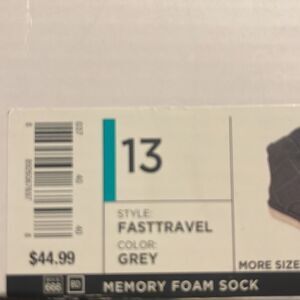 13
STYLE:
FASTTRAVEL
COLOR:
GREY
$44.99
MORE SIZE
MEMORY FOAM SOCK